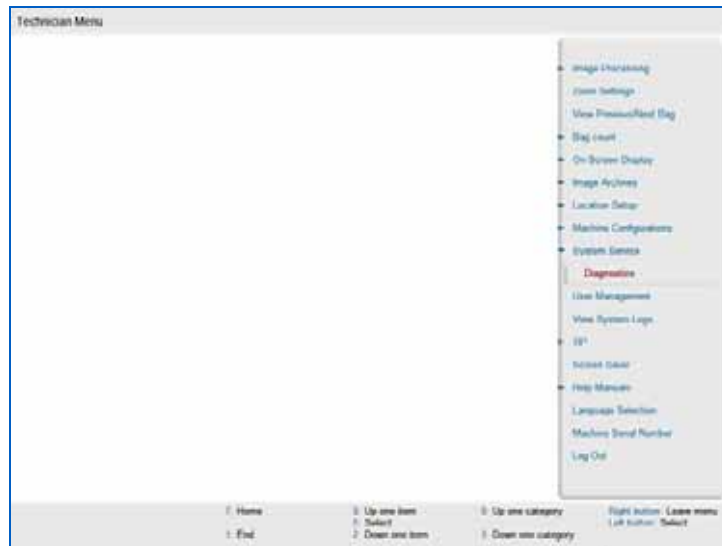 Technician Menu
Image Processing
Zoom Settings
View Previous/Next Bag
Bag count
On Screen Display
Image Archives
Location Setup
Machine Configurations
System Service
Diagnostics
User Management
View System Logs
TIP
Screen Saver
Help Manuals
Language Selection
Machine Serial Number
Log Out
7 Home 8 Up one item 9 Up one category Right button Leave menu
5 Select Left button Select
1 End 2 Down one item 3 Down one category